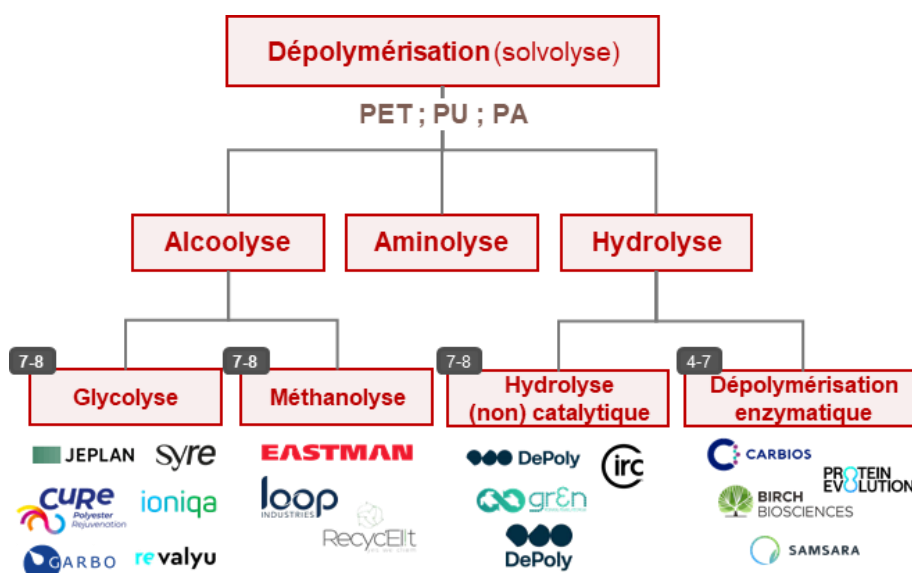 Dépolymérisation (solvolyse)
PET ; PU ; PA
Alcoolyse
Aminolyse
Hydrolyse
7-8
Glycolyse
7-8
Méthanolyse
7-8
Hydrolyse
(non) catalytique
4-7
Dépolymérisation
enzymatique
JEPLAN
syre
CURE
Polyester
Rejuvenation
ioniqa
GARBO
revalyu
EASTMAN
loop
INDUSTRIES
RecycEllt
DePoly
circ
gr3n
DePoly
CARBIOS
PROTEIN
EVOLUTION
BIRCH
BIOSCIENCES
SAMSARA